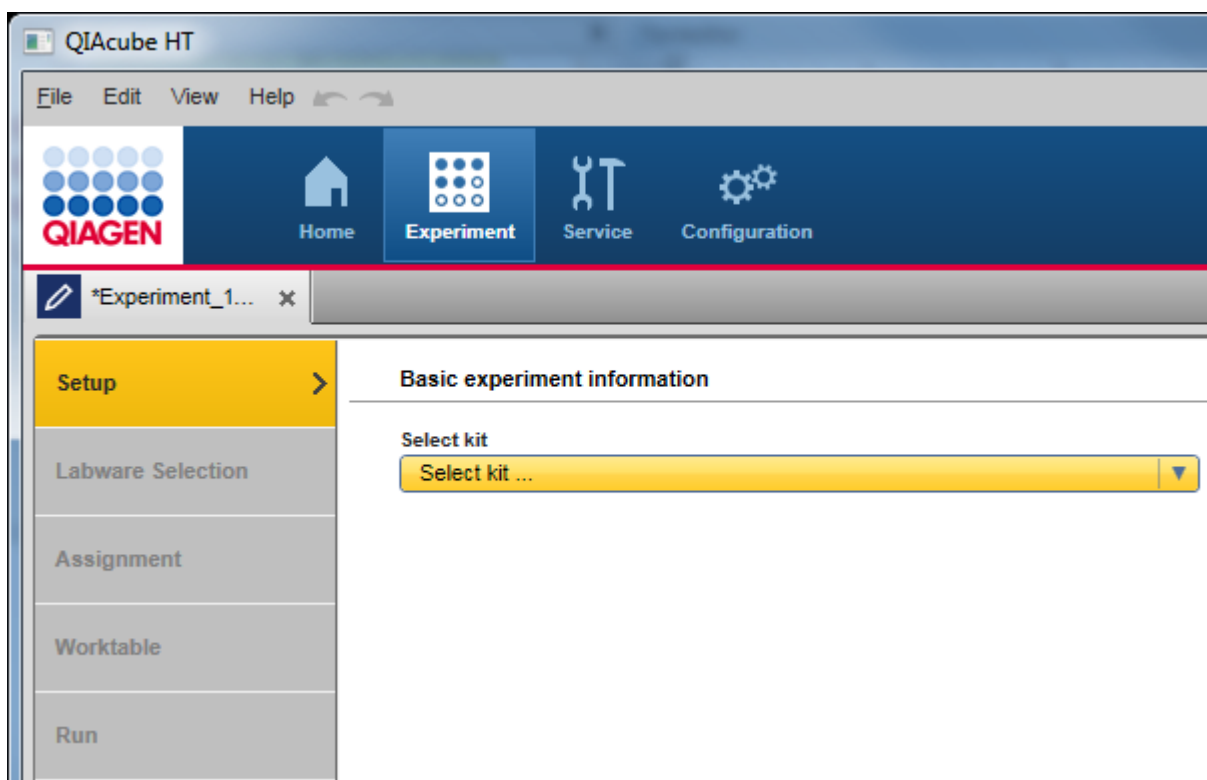 QIAcube HT
File Edit View Help
QIAGEN
Home Experiment Service Configuration
*Experiment_1...
Setup
Basic experiment information
Select kit
Select kit ...
Labware Selection
Assignment
Worktable
Run